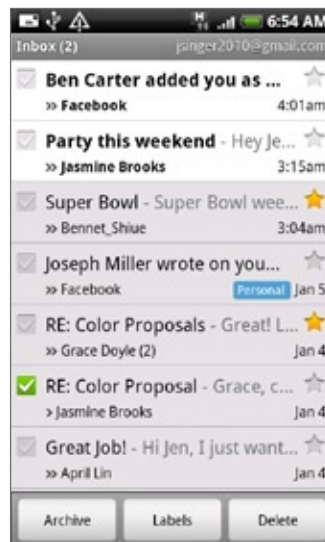 6:54 AM
Inbox (2) jsinger2010@gmail.com
Ben Carter added you as ...
» Facebook 4:01am
Party this weekend - Hey Je...
» Jasmine Brooks 3:15am
Super Bowl - Super Bowl wee...
» Bennet_Shiue 3:04am
Joseph Miller wrote on you...
» Facebook Personal Jan 5
RE: Color Proposals - Great! L...
» Grace Doyle (2) Jan 4
RE: Color Proposal - Grace, c...
› Jasmine Brooks Jan 4
Great Job! - Hi Jen, I just want...
» April Lin Jan 4
Archive Labels Delete